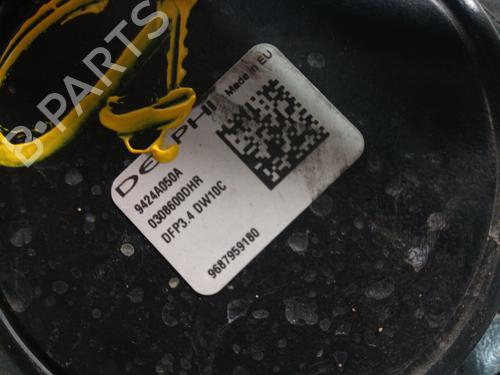 B-PARTS
DELPHI
Made in EU
9424A050A
0308600DHR
DFP3.4 DW10C
9687959180